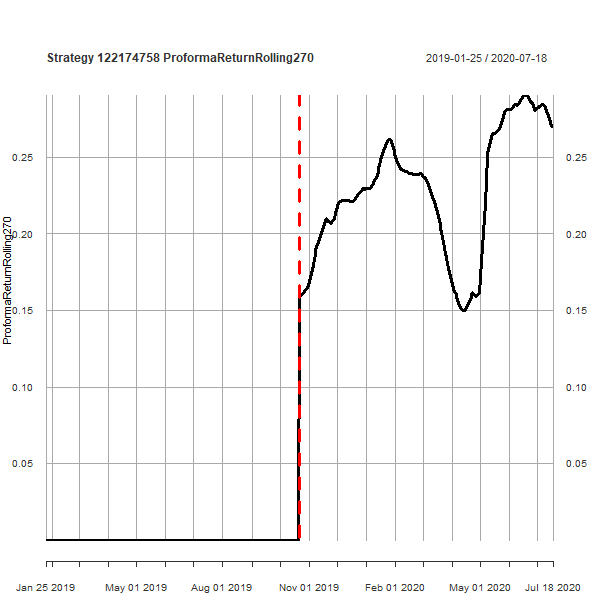 Strategy 122174758 ProformaReturnRolling270
2019-01-25 / 2020-07-18
ProformaReturnRolling270
0.25 0.25
0.20 0.20
0.15 0.15
0.10 0.10
0.05 0.05
Jan 25 2019 May 01 2019 Aug 01 2019 Nov 01 2019 Feb 01 2020 May 01 2020 Jul 18 2020